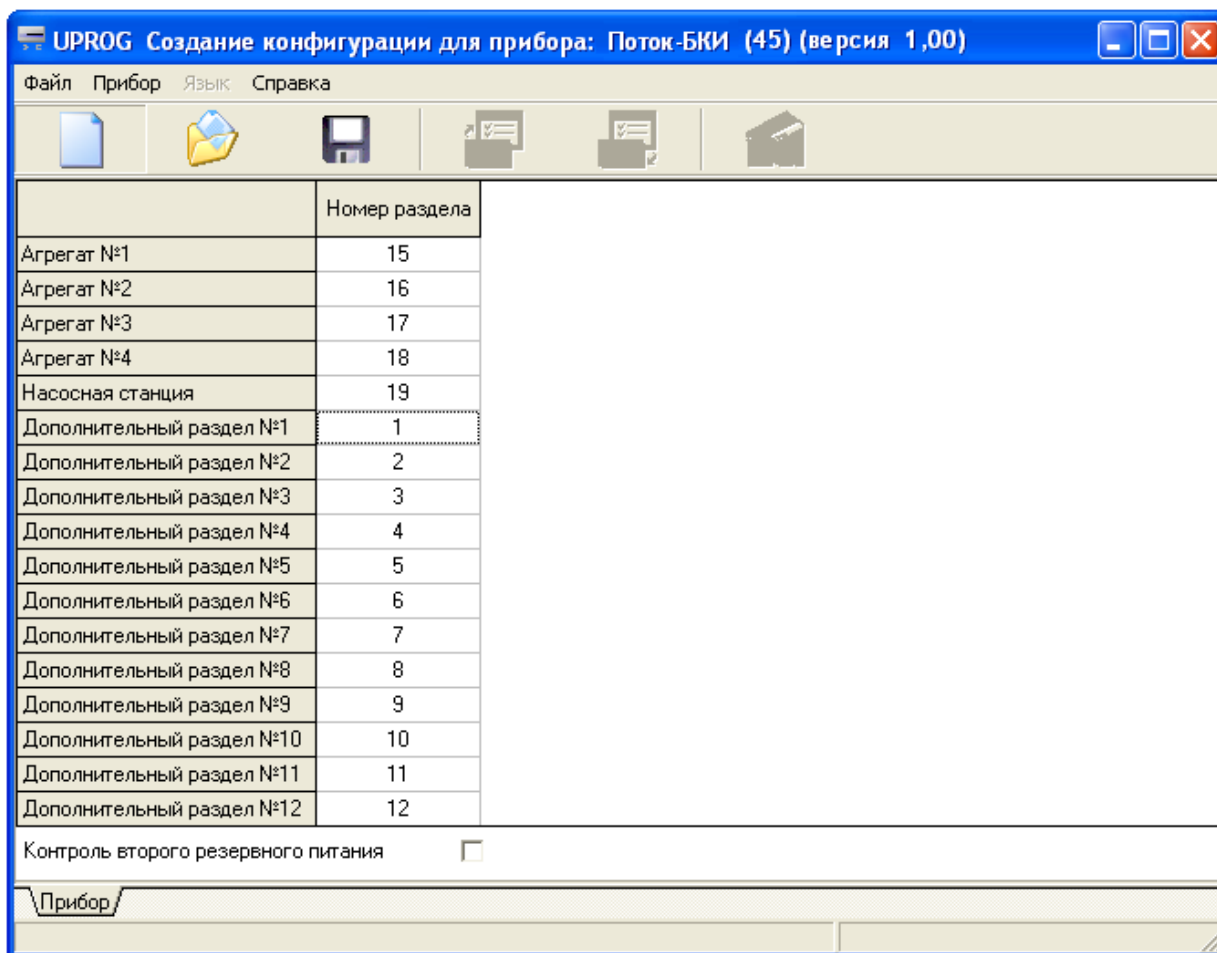 UPROG Создание конфигурации для прибора: Поток-БКИ (45) (версия 1,00)
Файл Прибор Язык Справка
Номер раздела
Агрегат №1 15
Агрегат №2 16
Агрегат №3 17
Агрегат №4 18
Насосная станция 19
Дополнительный раздел №1 1
Дополнительный раздел №2 2
Дополнительный раздел №3 3
Дополнительный раздел №4 4
Дополнительный раздел №5 5
Дополнительный раздел №6 6
Дополнительный раздел №7 7
Дополнительный раздел №8 8
Дополнительный раздел №9 9
Дополнительный раздел №10 10
Дополнительный раздел №11 11
Дополнительный раздел №12 12
Контроль второго резервного питания
Прибор